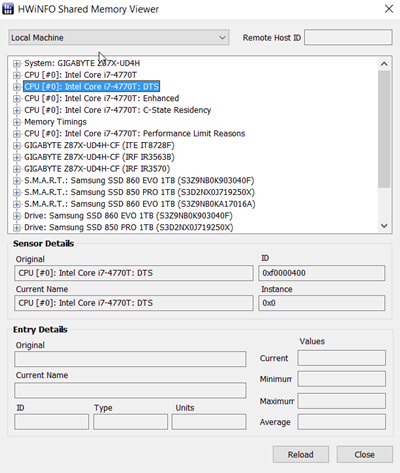 HWiNFO Shared Memory Viewer
Local Machine
Remote Host ID
System: GIGABYTE Z87X-UD4H
CPU [#0]: Intel Core i7-4770T
CPU [#0]: Intel Core i7-4770T: DTS
CPU [#0]: Intel Core i7-4770T: Enhanced
CPU [#0]: Intel Core i7-4770T: C-State Residency
Memory Timings
CPU [#0]: Intel Core i7-4770T: Performance Limit Reasons
GIGABYTE Z87X-UD4H-CF (ITE IT8728F)
GIGABYTE Z87X-UD4H-CF (IRF IR3563B)
GIGABYTE Z87X-UD4H-CF (IRF IR3570)
S.M.A.R.T.: Samsung SSD 860 EVO 1TB (S3Z9NB0K903040F)
S.M.A.R.T.: Samsung SSD 850 PRO 1TB (S3D2NX0J719250X)
S.M.A.R.T.: Samsung SSD 860 EVO 1TB (S3Z9NB0KA17016A)
Drive: Samsung SSD 860 EVO 1TB (S3Z9NB0K903040F)
Drive: Samsung SSD 850 PRO 1TB (S3D2NX0J719250X)
Sensor Details
Original
ID
CPU [#0]: Intel Core i7-4770T: DTS
0xf0000400
Current Name
Instance
CPU [#0]: Intel Core i7-4770T: DTS
0x0
Entry Details
Original
Values
Current
Current Name
Minimum
Maximum
ID
Type
Units
Average
Reload
Close